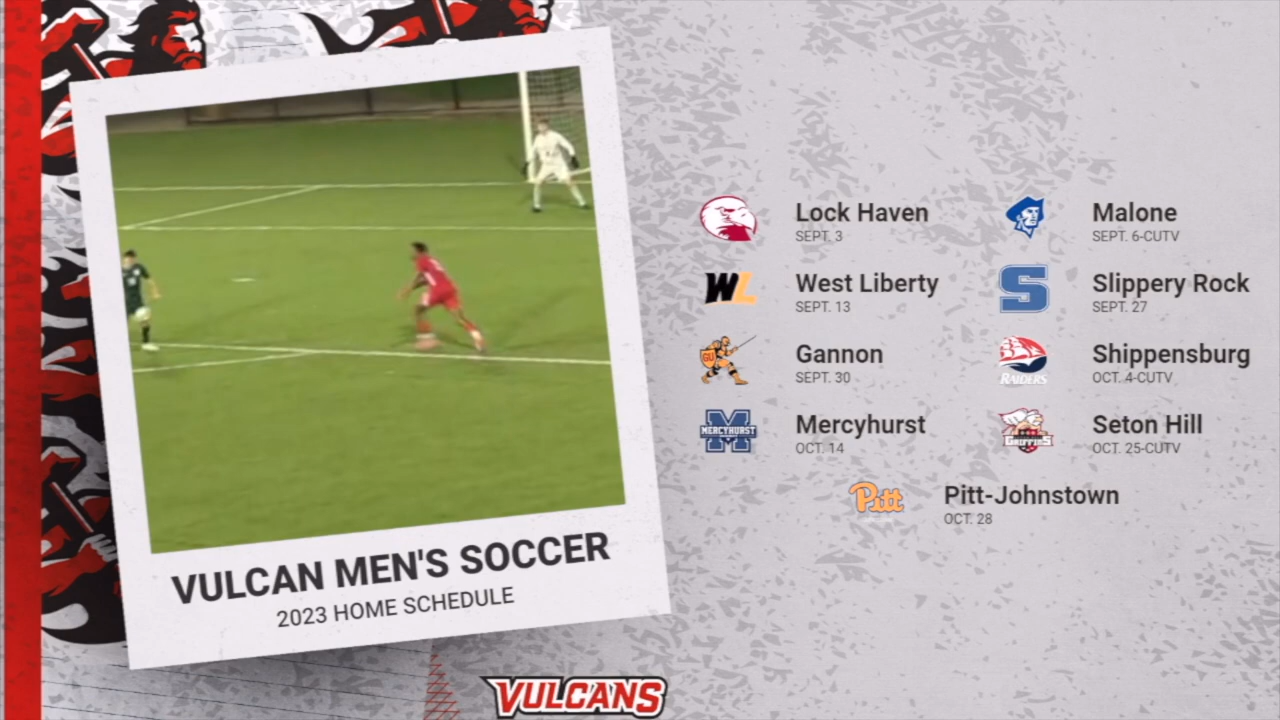 Lock Haven
SEPT. 3
Malone
SEPT. 6-CUTV
WL
West Liberty
SEPT. 13
S
Slippery Rock
SEPT. 27
GU
Gannon
SEPT. 30
RAIDERS
Shippensburg
OCT. 4-CUTV
M
MERCYHURST
Mercyhurst
OCT. 14
GRIFFINS
Seton Hill
OCT. 25-CUTV
Pitt
Pitt-Johnstown
OCT. 28
VULCAN MEN'S SOCCER
2023 HOME SCHEDULE
VULCANS